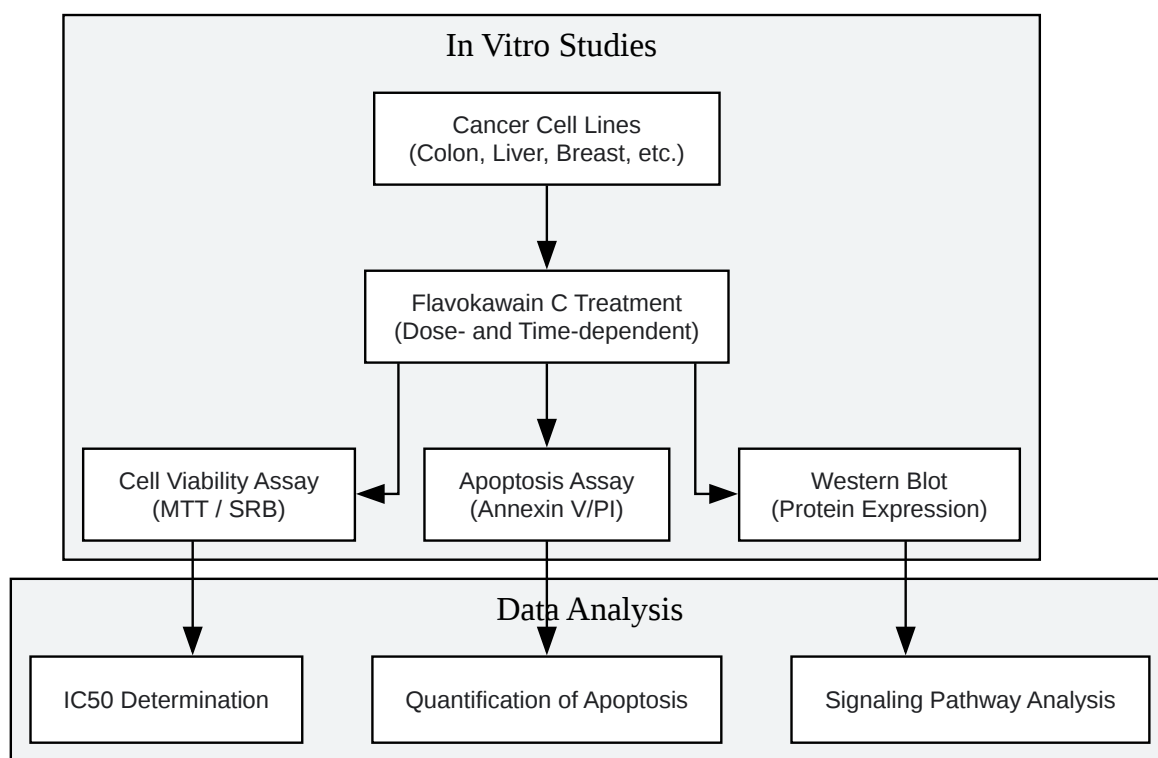 In Vitro Studies
Cancer Cell Lines
(Colon, Liver, Breast, etc.)
Flavokawain C Treatment
(Dose- and Time-dependent)
Cell Viability Assay
(MTT / SRB)
Apoptosis Assay
(Annexin V/PI)
Western Blot
(Protein Expression)
Data Analysis
IC50 Determination
Quantification of Apoptosis
Signaling Pathway Analysis